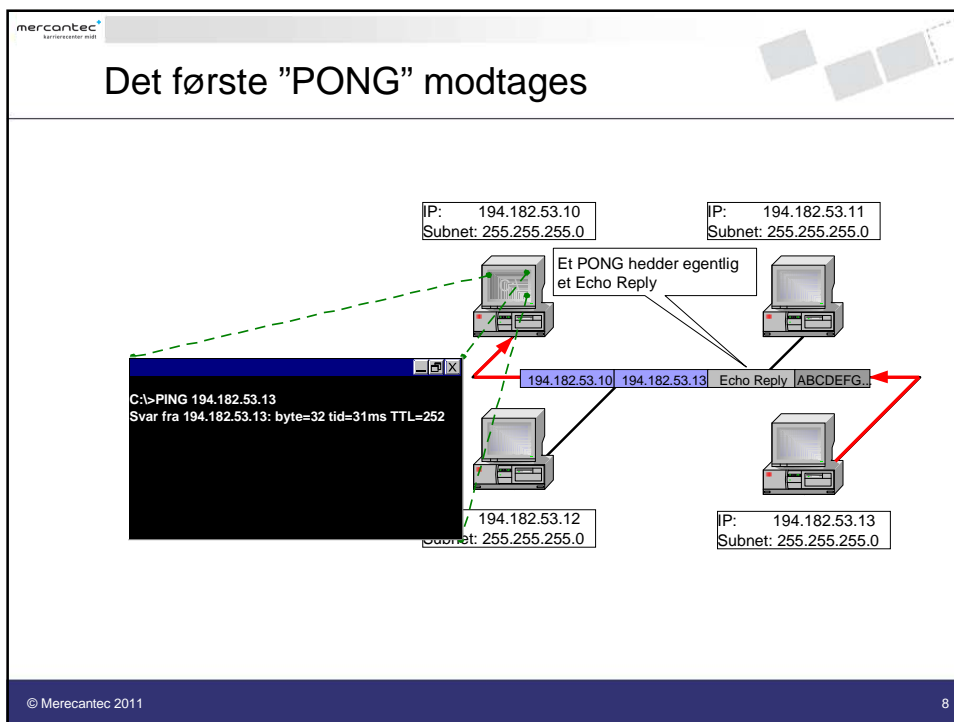 mercantec
karrierecenter midt
Det første ”PONG” modtages
IP: 194.182.53.10
Subnet: 255.255.255.0
IP: 194.182.53.11
Subnet: 255.255.255.0
Et PONG hedder egentlig
et Echo Reply
194.182.53.10 194.182.53.13 Echo Reply ABCDEFG...
C:\>PING 194.182.53.13
Svar fra 194.182.53.13: byte=32 tid=31ms TTL=252
194.182.53.12
Subnet: 255.255.255.0
IP: 194.182.53.13
Subnet: 255.255.255.0
© Merecantec 2011
8